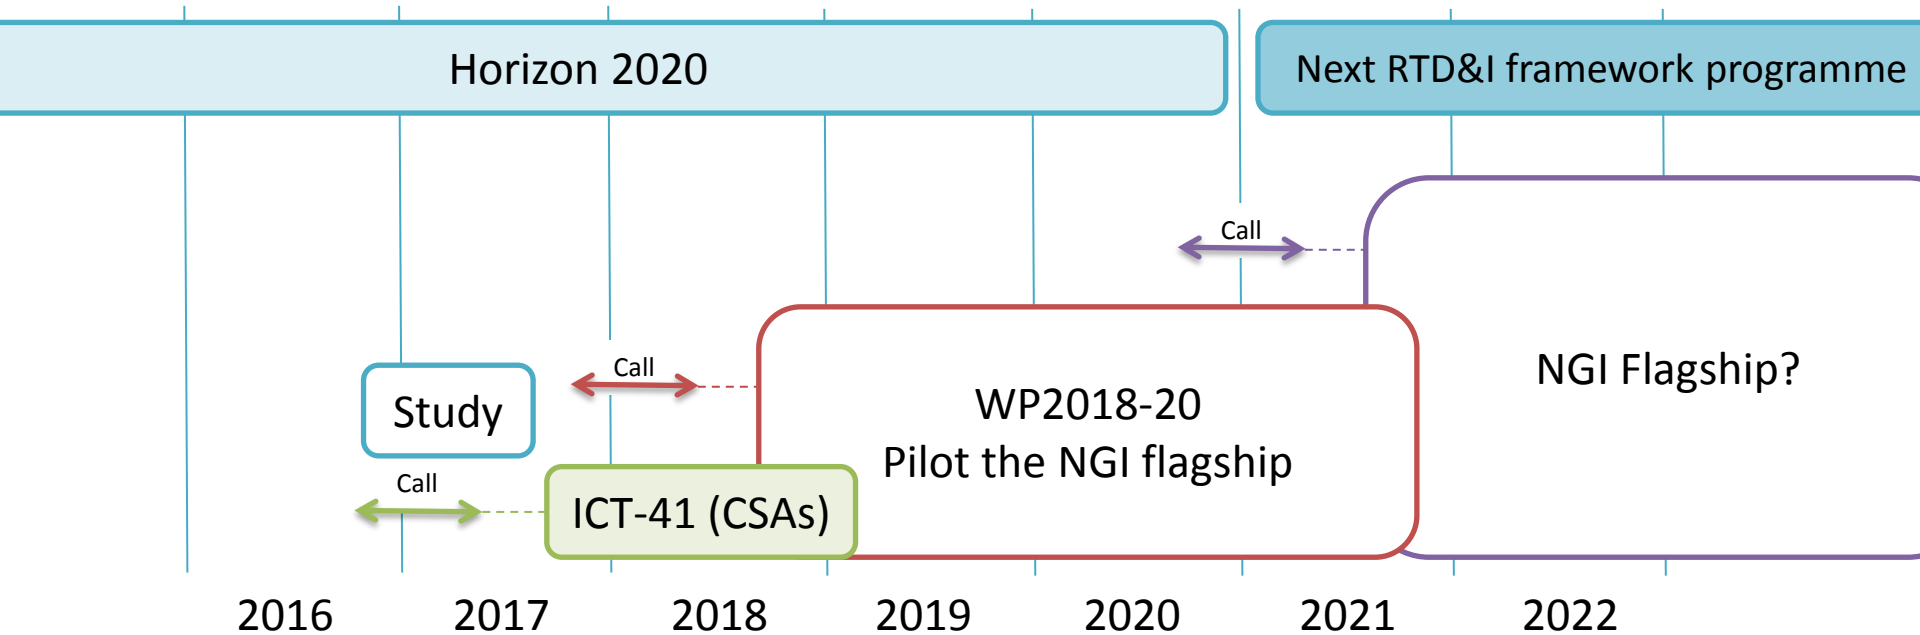 Horizon 2020
Next RTD&I framework programme
Call
Call
Study
Call
ICT-41 (CSAs)
WP2018-20
Pilot the NGI flagship
NGI Flagship?
2016
2017
2018
2019
2020
2021
2022